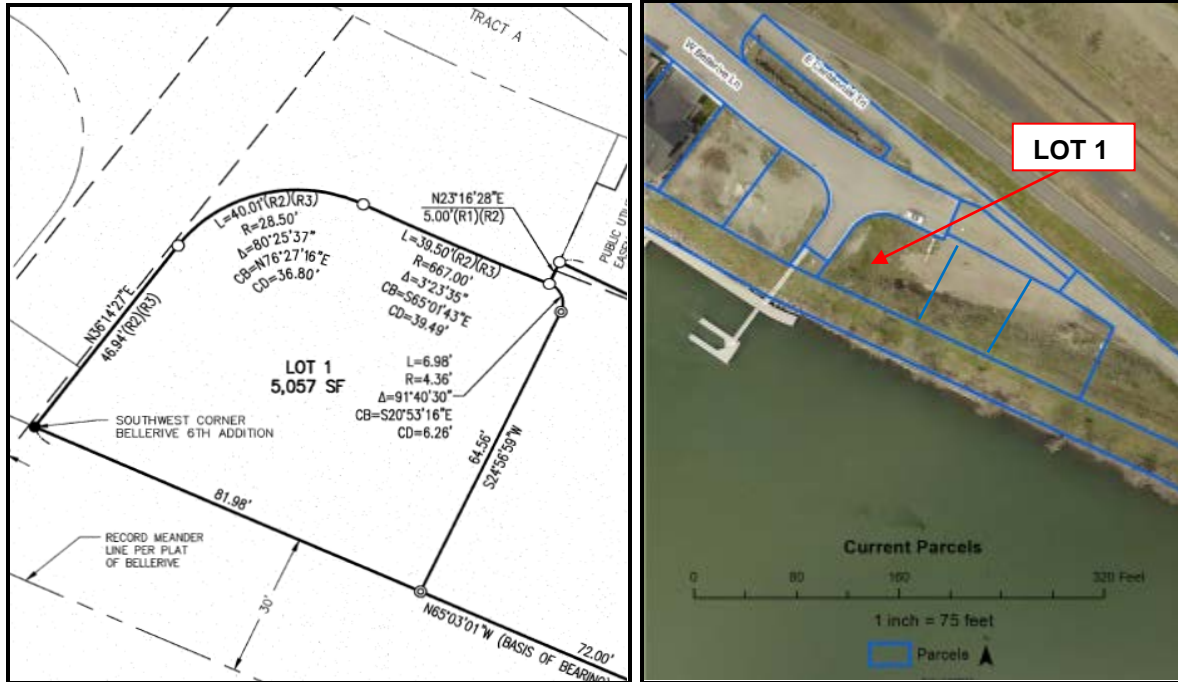 TRACT A
N23°16'28"E
5.00'(R1)(R2)
PUBLIC UTIL
EASE
L=40.01'(R2)(R3)
R=28.50'
Δ=80°25'37"
CB=N76°27'16"E
CD=36.80'
L=39.50'(R2)(R3)
R=667.00'
Δ=3°23'35"
CB=S65°01'43"E
CD=39.49'
N36°14'27"E
46.94'(R2)(R3)
LOT 1
5,057 SF
L=6.98'
R=4.36'
Δ=91°40'30"
CB=S20°53'16"E
CD=6.26'
64.56'
S24°56'59"W
SOUTHWEST CORNER
BELLERIVE 6TH ADDITION
81.98'
RECORD MEANDER
LINE PER PLAT
OF BELLERIVE
30'
N65°03'01"W (BASIS OF BEARING)
72.00'
W Bellerive Ln
E Centennial Trl
LOT 1
Current Parcels
0 80 160 320 Feet
1 inch = 75 feet
Parcels